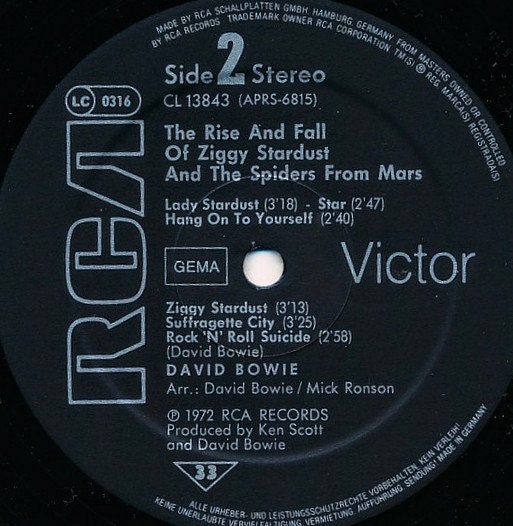 MADE BY RCA SCHALLPLATTEN GMBH, HAMBURG, GERMANY, FROM MASTERS OWNED OR CONTROLLED
BY RCA RECORDS TRADEMARK OWNER RCA CORPORATION TM(S) ® REG. MARCA(S) REGISTRADA(S)
Side 2 Stereo
LC 0316
CL 13843 (APRS-6815)
RCA
The Rise And Fall
Of Ziggy Stardust
And The Spiders From Mars
Lady Stardust (3'18) - Star (2'47)
Hang On To Yourself (2'40)
GEMA
Victor
Ziggy Stardust (3'13)
Suffragette City (3'25)
Rock 'N' Roll Suicide (2'58)
(David Bowie)
DAVID BOWIE
Arr.: David Bowie / Mick Ronson
℗ 1972 RCA RECORDS
Produced by Ken Scott
and David Bowie
33
ALLE URHEBER- UND LEISTUNGSSCHUTZRECHTE VORBEHALTEN, KEIN VERLEIH!
KEINE UNERLAUBTE VERVIELFÄLTIGUNG, VERMIETUNG, AUFFÜHRUNG, SENDUNG! MADE IN GERMANY